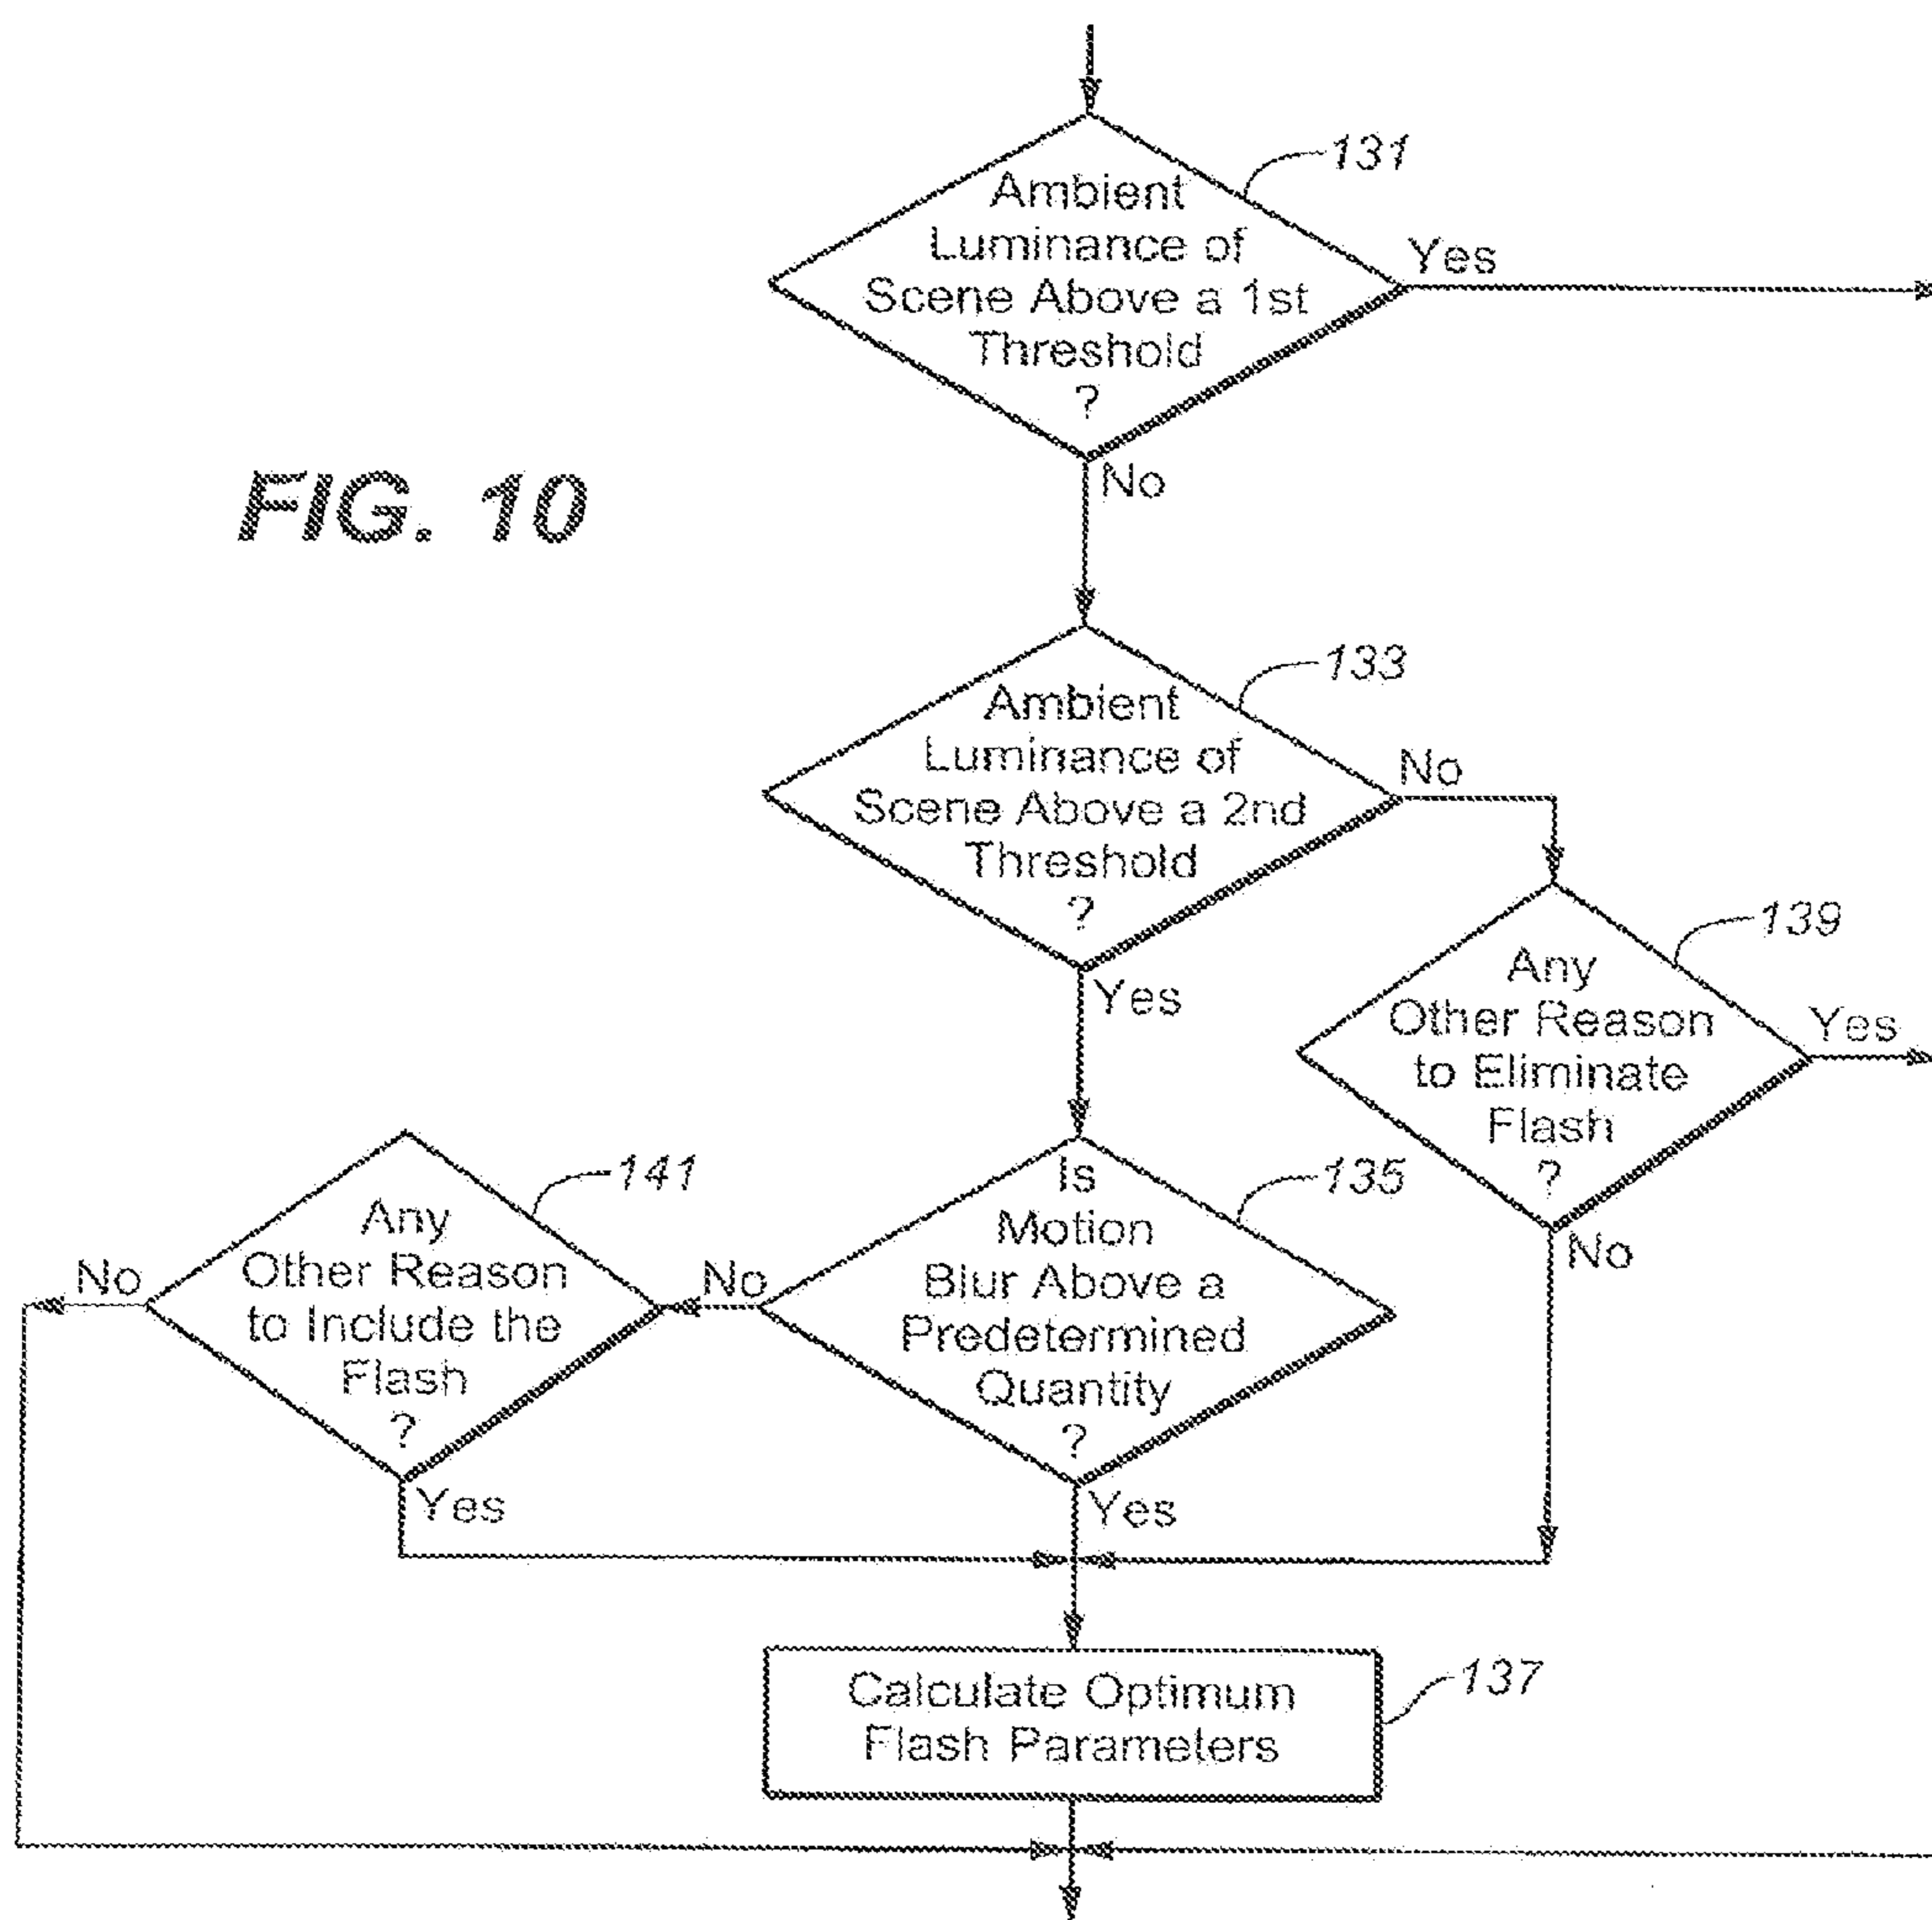 131
Ambient
Luminance of
Scene Above a 1st
Threshold
?
Yes
No
FIG. 10
133
Ambient
Luminance of
Scene Above a 2nd
Threshold
?
No
Yes
139
Any
Other Reason
to Eliminate
Flash
?
Yes
No
135
Is
Motion
Blur Above a
Predetermined
Quantity
?
No
Yes
141
Any
Other Reason
to Include the
Flash
?
No
Yes
Calculate Optimum
Flash Parameters
137